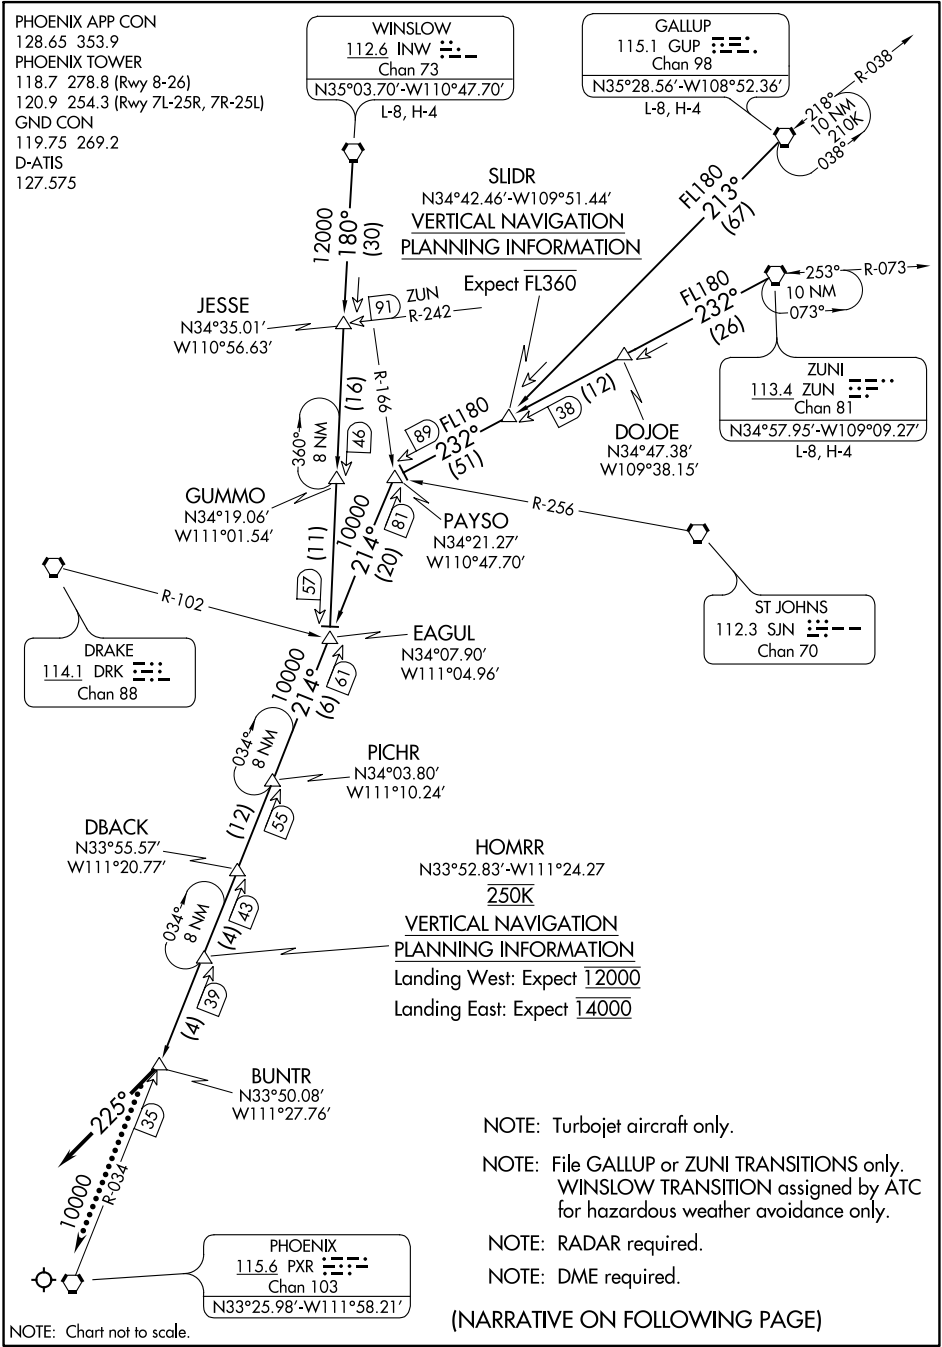 PHOENIX APP CON
128.65 353.9
PHOENIX TOWER
118.7 278.8 (Rwy 8-26)
120.9 254.3 (Rwy 7L-25R, 7R-25L)
GND CON
119.75 269.2
D-ATIS
127.575
WINSLOW
112.6 INW
Chan 73
N35°03.70′-W110°47.70′
L-8, H-4
GALLUP
115.1 GUP
Chan 98
N35°28.56′-W108°52.36′
L-8, H-4
R-038
218°
10 NM
210K
038°
SLIDR
N34°42.46′-W109°51.44′
VERTICAL NAVIGATION
PLANNING INFORMATION
Expect FL360
FL180
213°
(67)
12000
180°
(30)
FL180
232°
(26)
253°
R-073
10 NM
073°
ZUNI
113.4 ZUN
Chan 81
N34°57.95′-W109°09.27′
L-8, H-4
JESSE
N34°35.01′
W110°56.63′
91
ZUN
R-242
R-166
(16)
(12)
38
DOJOE
N34°47.38′
W109°38.15′
89
FL180
232°
(51)
360°
8 NM
46
GUMMO
N34°19.06′
W111°01.54′
PAYSO
N34°21.27′
W110°47.70′
R-256
81
10000
214°
(20)
(11)
57
ST JOHNS
112.3 SJN
Chan 70
R-102
DRAKE
114.1 DRK
Chan 88
EAGUL
N34°07.90′
W111°04.96′
61
10000
214°
(6)
034°
8 NM
PICHR
N34°03.80′
W111°10.24′
55
(12)
DBACK
N33°55.57′
W111°20.77′
43
(4)
034°
8 NM
HOMRR
N33°52.83′-W111°24.27
250K
VERTICAL NAVIGATION
PLANNING INFORMATION
Landing West: Expect 12000
Landing East: Expect 14000
39
(4)
BUNTR
N33°50.08′
W111°27.76′
225°
35
R-034
10000
PHOENIX
115.6 PXR
Chan 103
N33°25.98′-W111°58.21′
NOTE: Turbojet aircraft only.
NOTE: File GALLUP or ZUNI TRANSITIONS only.
WINSLOW TRANSITION assigned by ATC
for hazardous weather avoidance only.
NOTE: RADAR required.
NOTE: DME required.
(NARRATIVE ON FOLLOWING PAGE)
NOTE: Chart not to scale.